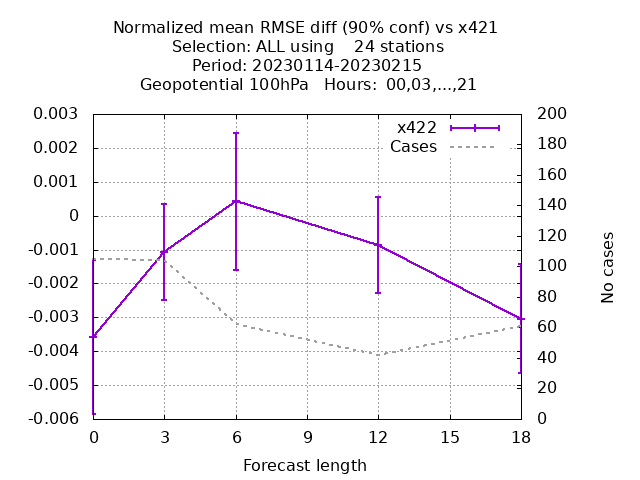 Normalized mean RMSE diff (90% conf) vs x421
Selection: ALL using    24 stations
Period: 20230114-20230215
Geopotential 100hPa   Hours:  00,03,...,21
0.003
0.002
0.001
0
-0.001
-0.002
-0.003
-0.004
-0.005
-0.006
x422
Cases
200
180
160
140
120
100
80
60
40
20
0
No cases
0 3 6 9 12 15 18
Forecast length